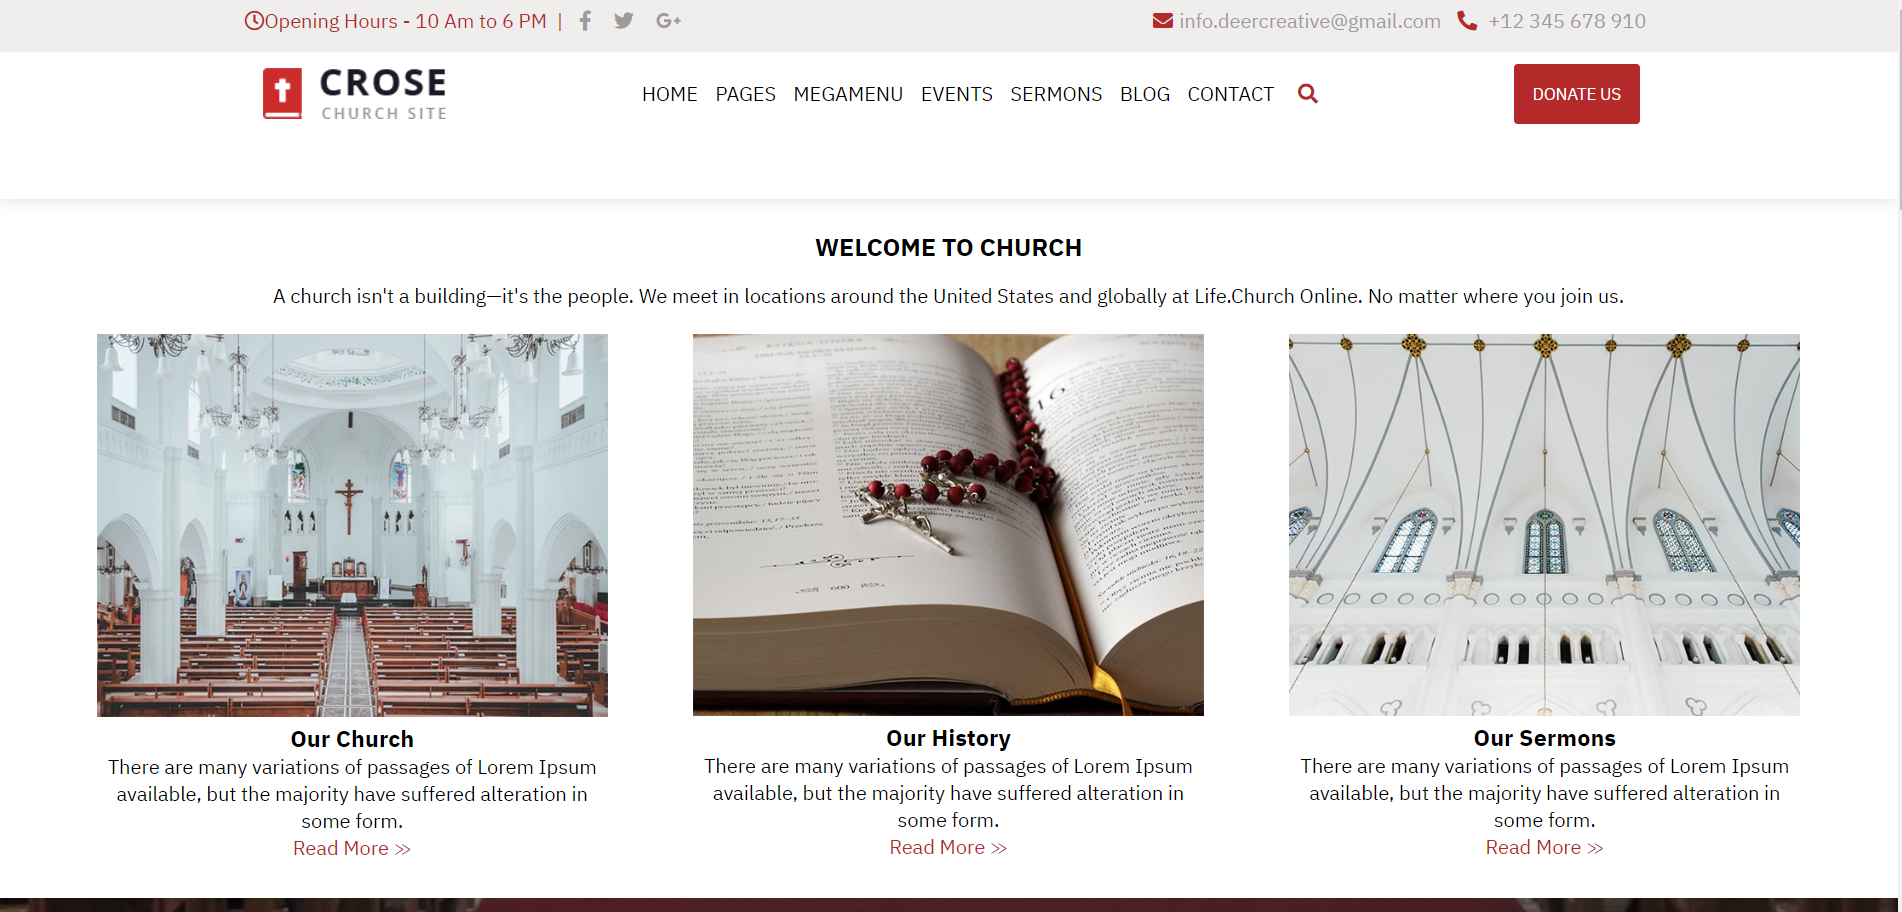 Opening Hours - 10 Am to 6 PM |
info.deercreative@gmail.com +12 345 678 910
CROSE
CHURCH SITE
HOME PAGES MEGAMENU EVENTS SERMONS BLOG CONTACT
DONATE US
WELCOME TO CHURCH
A church isn't a building—it's the people. We meet in locations around the United States and globally at Life.Church Online. No matter where you join us.
600
Our Church
There are many variations of passages of Lorem Ipsum
available, but the majority have suffered alteration in
some form.
Read More >>
Our History
There are many variations of passages of Lorem Ipsum
available, but the majority have suffered alteration in
some form.
Read More >>
Our Sermons
There are many variations of passages of Lorem Ipsum
available, but the majority have suffered alteration in
some form.
Read More >>